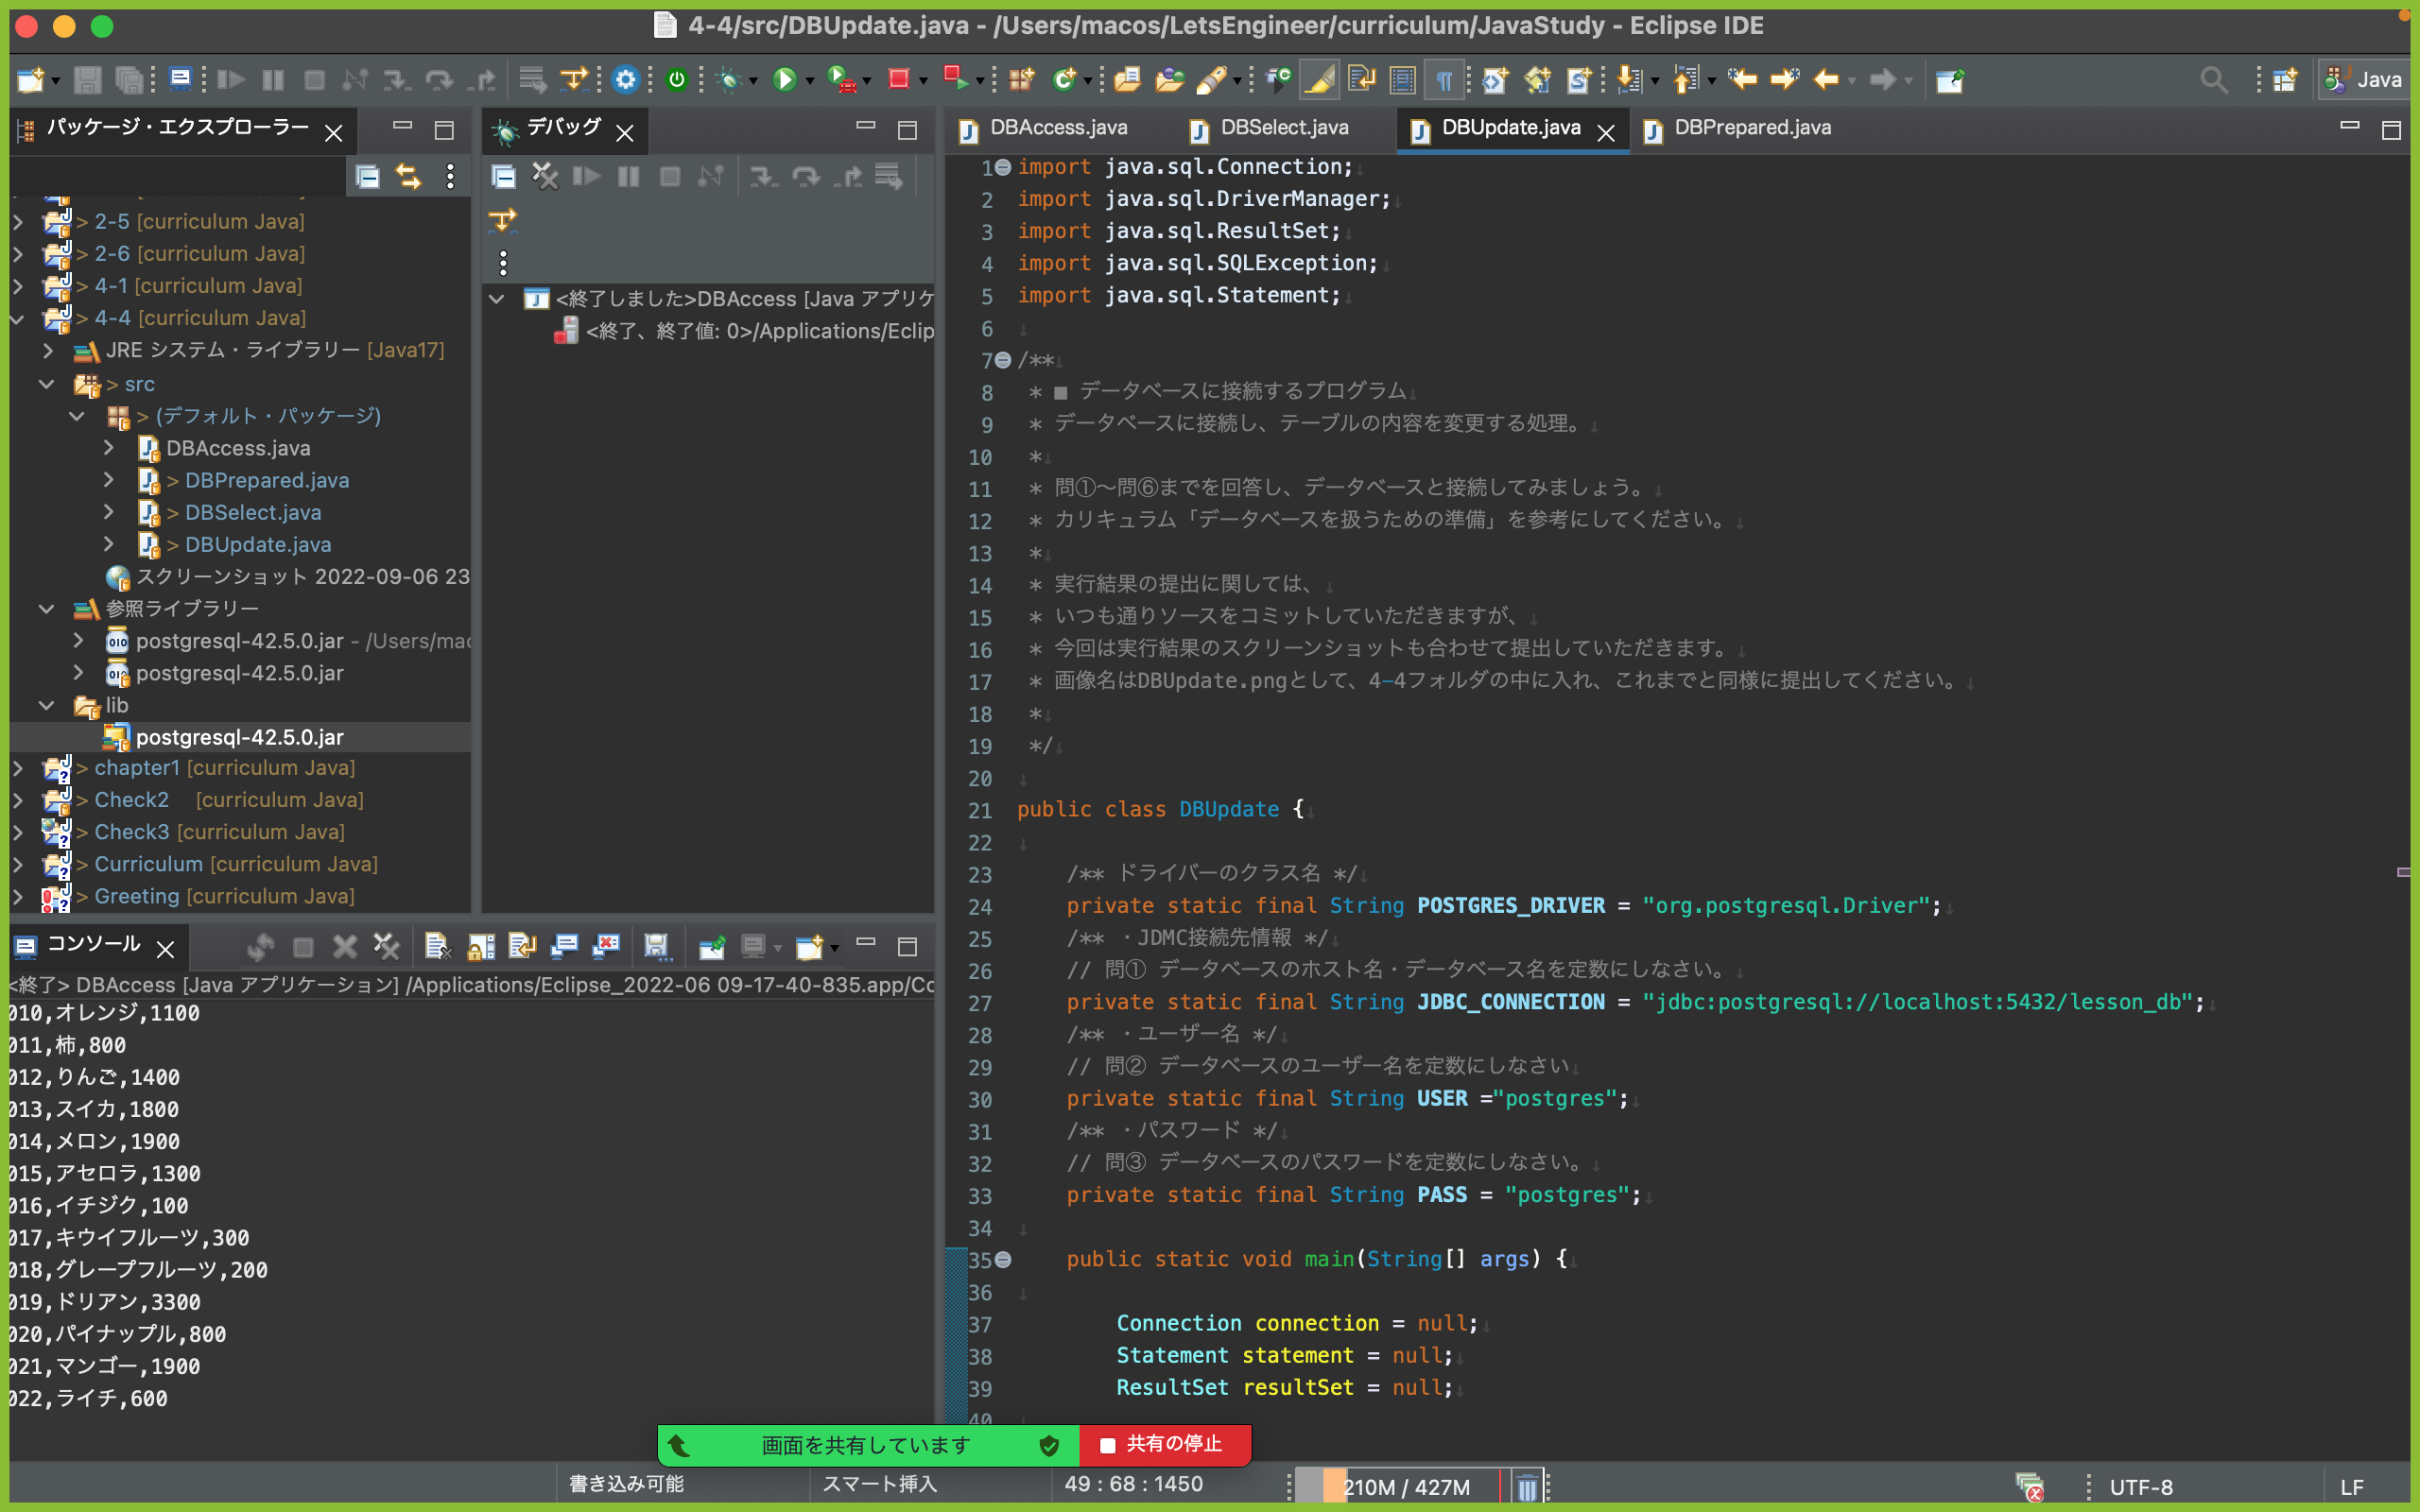 4-4/src/DBUpdate.java - /Users/macos/LetsEngineer/curriculum/JavaStudy - Eclipse IDE
Java
パッケージ・エクスプローラー
> 2-5 [curriculum Java]
> 2-6 [curriculum Java]
> 4-1 [curriculum Java]
> 4-4 [curriculum Java]
JRE システム・ライブラリー [Java17]
> src
> (デフォルト・パッケージ)
DBAccess.java
> DBPrepared.java
> DBSelect.java
> DBUpdate.java
スクリーンショット 2022-09-06 23
参照ライブラリー
postgresql-42.5.0.jar - /Users/mac
postgresql-42.5.0.jar
lib
postgresql-42.5.0.jar
> chapter1 [curriculum Java]
> Check2 [curriculum Java]
> Check3 [curriculum Java]
> Curriculum [curriculum Java]
> Greeting [curriculum Java]
デバッグ
<終了しました>DBAccess [Java アプリケ
<終了、終了値: 0>/Applications/Eclip
DBAccess.java
DBSelect.java
DBUpdate.java
DBPrepared.java
1 import java.sql.Connection;
2 import java.sql.DriverManager;
3 import java.sql.ResultSet;
4 import java.sql.SQLException;
5 import java.sql.Statement;
6
7 /**
8 * ■ データベースに接続するプログラム
9 * データベースに接続し、テーブルの内容を変更する処理。
10 *
11 * 問①〜問⑥までを回答し、データベースと接続してみましょう。
12 * カリキュラム「データベースを扱うための準備」を参考にしてください。
13 *
14 * 実行結果の提出に関しては、
15 * いつも通りソースをコミットしていただきますが、
16 * 今回は実行結果のスクリーンショットも合わせて提出していただきます。
17 * 画像名はDBUpdate.pngとして、4-4フォルダの中に入れ、これまでと同様に提出してください。
18 *
19 */
20
21 public class DBUpdate {
22
23 /** ドライバーのクラス名 */
24 private static final String POSTGRES_DRIVER = "org.postgresql.Driver";
25 /** ・JDMC接続先情報 */
26 // 問① データベースのホスト名・データベース名を定数にしなさい。
27 private static final String JDBC_CONNECTION = "jdbc:postgresql://localhost:5432/lesson_db";
28 /** ・ユーザー名 */
29 // 問② データベースのユーザー名を定数にしなさい
30 private static final String USER ="postgres";
31 /** ・パスワード */
32 // 問③ データベースのパスワードを定数にしなさい。
33 private static final String PASS = "postgres";
34
35 public static void main(String[] args) {
36
37 Connection connection = null;
38 Statement statement = null;
39 ResultSet resultSet = null;
40
コンソール
<終了> DBAccess [Java アプリケーション] /Applications/Eclipse_2022-06 09-17-40-835.app/Co
010,オレンジ,1100
011,柿,800
012,りんご,1400
013,スイカ,1800
014,メロン,1900
015,アセロラ,1300
016,イチジク,100
017,キウイフルーツ,300
018,グレープフルーツ,200
019,ドリアン,3300
020,パイナップル,800
021,マンゴー,1900
022,ライチ,600
画面を共有しています
共有の停止
書き込み可能
スマート挿入
49 : 68 : 1450
210M / 427M
UTF-8
LF